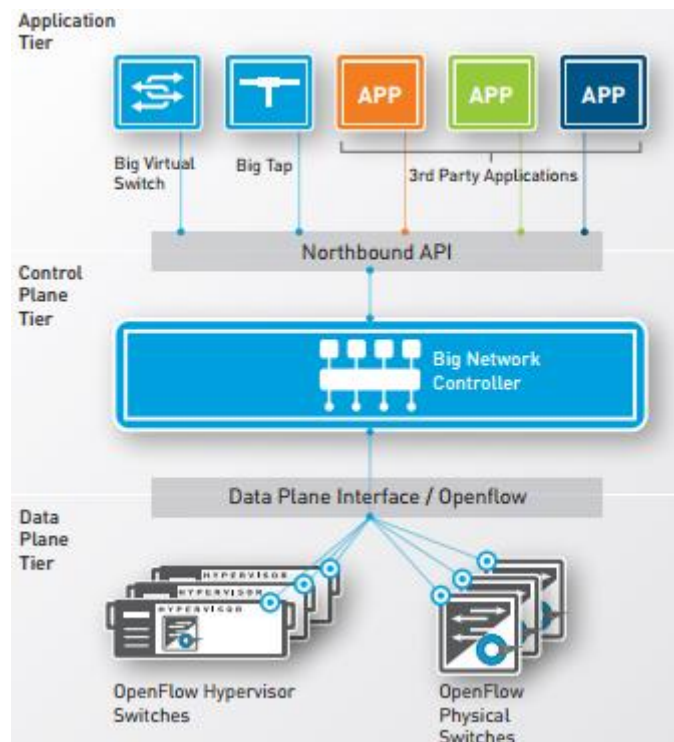 Application
Tier
APP
APP
APP
Big Virtual
Switch
Big Tap
3rd Party Applications
Northbound API
Control
Plane
Tier
Big Network
Controller
Data Plane Interface / Openflow
Data
Plane
Tier
HYPERVISOR
HYPERVISOR
HYPERVISOR
OpenFlow Hypervisor
Switches
OpenFlow
Physical
Switches